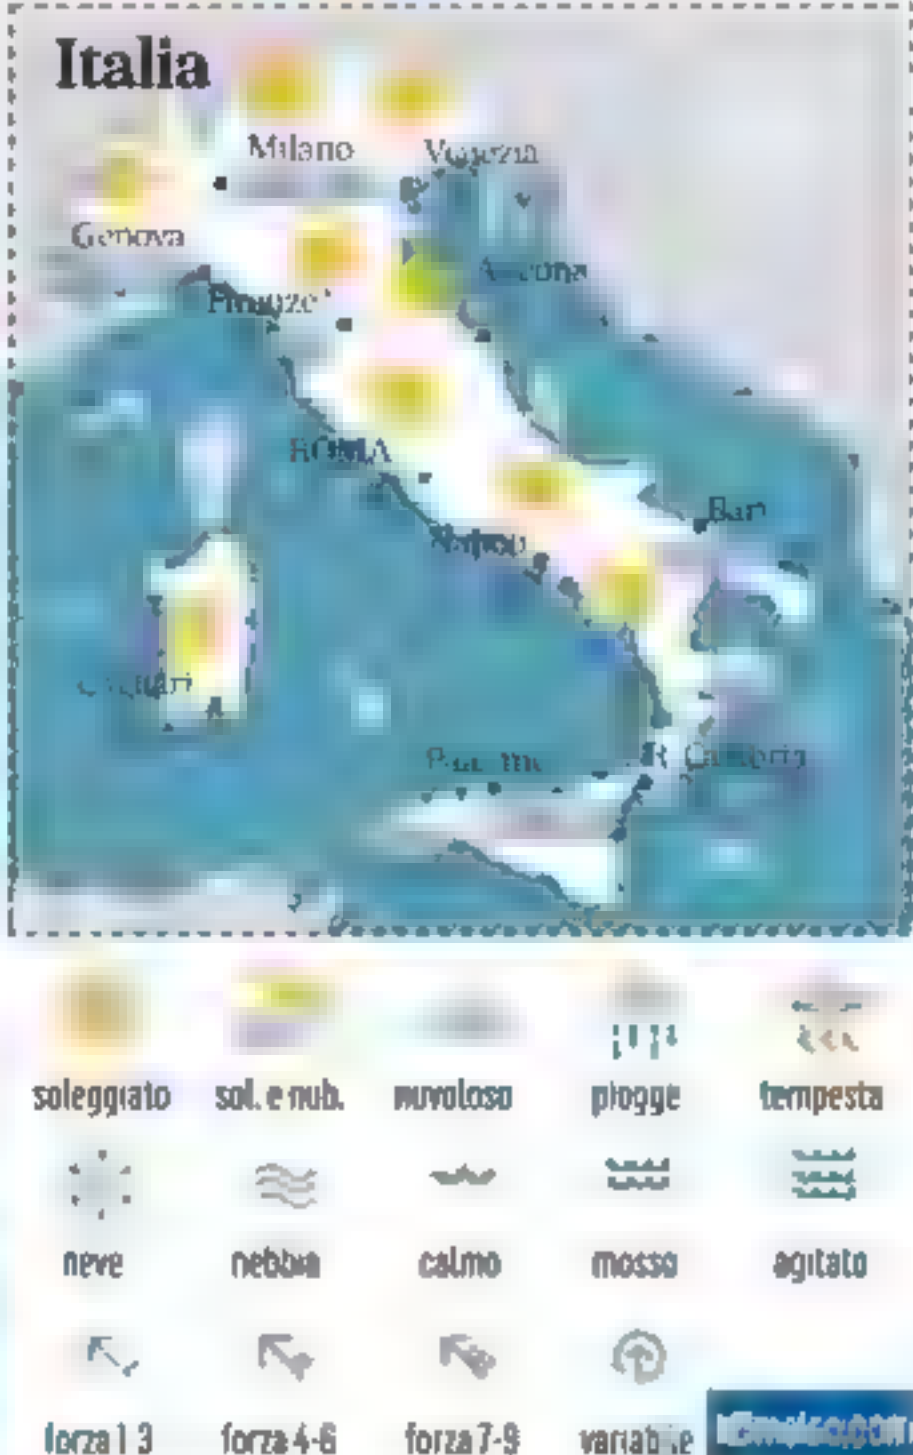 Italia
Milano Venezia
Genova
Ancona
Firenze
ROMA
Bari
Napoli
Cagliari
R. Calabria
soleggiato sol. e nub. nuvoloso piogge tempesta
neve nebbia calmo mosso agitato
forza 1-3 forza 4-6 forza 7-9 variabile